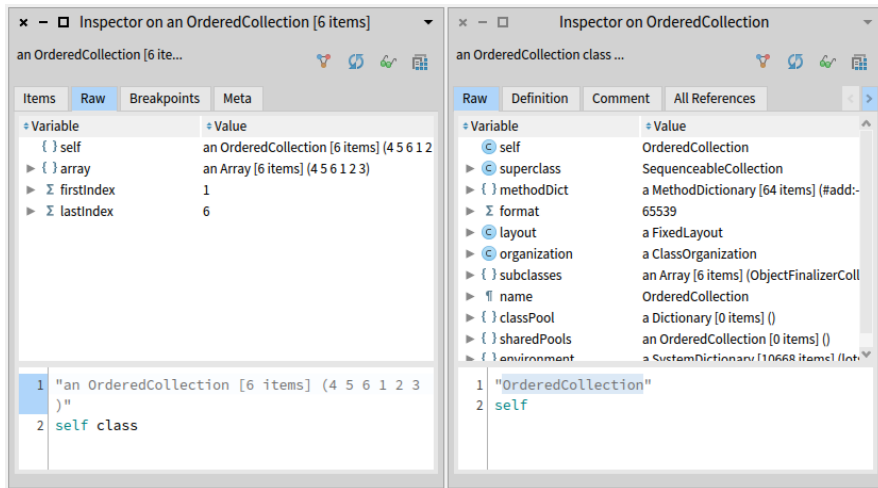 Inspector on an OrderedCollection [6 items]
an OrderedCollection [6 ite...
Items Raw Breakpoints Meta
Variable Value
{ } self an OrderedCollection [6 items] (4 5 6 1 2
{ } array an Array [6 items] (4 5 6 1 2 3)
Σ firstIndex 1
Σ lastIndex 6
1 "an OrderedCollection [6 items] (4 5 6 1 2 3
)"
2 self class
Inspector on OrderedCollection
an OrderedCollection class ...
Raw Definition Comment All References
Variable Value
C self OrderedCollection
C superclass SequenceableCollection
{ } methodDict a MethodDictionary [64 items] (#add:-
Σ format 65539
C layout a FixedLayout
C organization a ClassOrganization
{ } subclasses an Array [6 items] (ObjectFinalizerColl
¶ name OrderedCollection
{ } classPool a Dictionary [0 items] ()
{ } sharedPools an OrderedCollection [0 items] ()
{ } environment a SystemDictionary [10668 items] (lot
1 "OrderedCollection"
2 self